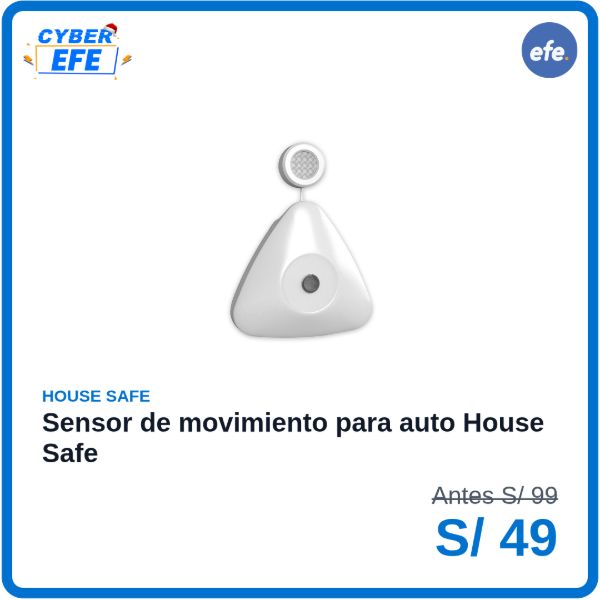 CYBER
EFE
efe.
HOUSE SAFE
Sensor de movimiento para auto House
Safe
Antes S/ 99
S/ 49